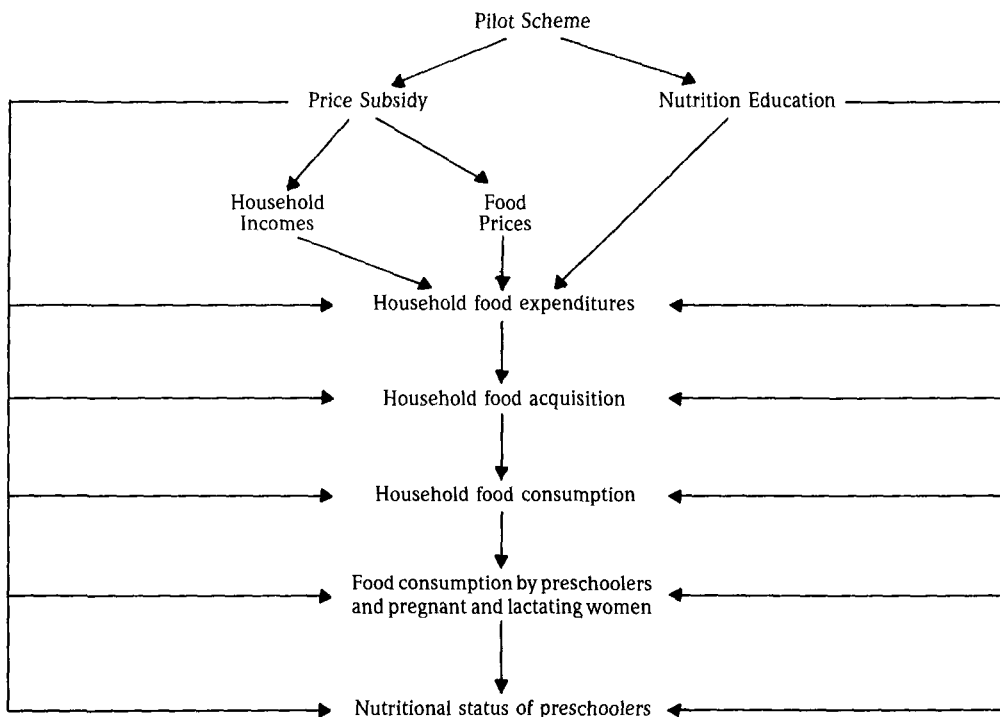 Pilot Scheme
Price Subsidy
Nutrition Education
Household
Incomes
Food
Prices
Household food expenditures
Household food acquisition
Household food consumption
Food consumption by preschoolers
and pregnant and lactating women
Nutritional status of preschoolers